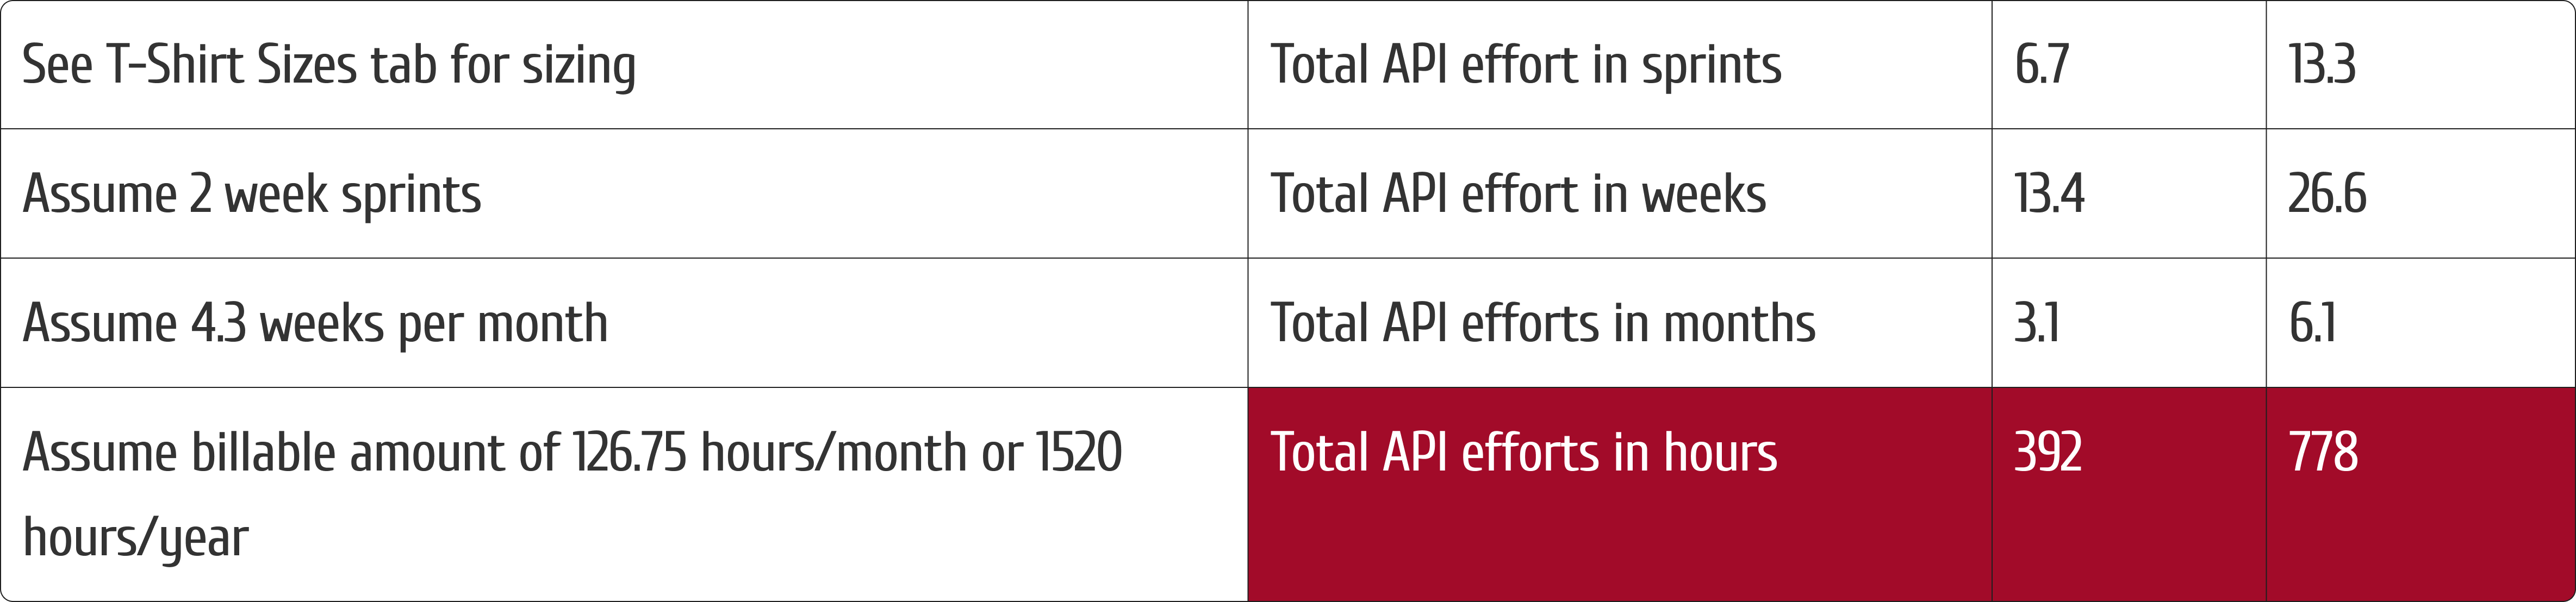 See T-Shirt Sizes tab for sizing Total API effort in sprints 6.7 13.3
Assume 2 week sprints Total API effort in weeks 13.4 26.6
Assume 4.3 weeks per month Total API efforts in months 3.1 6.1
Assume billable amount of 126.75 hours/month or 1520 Total API efforts in hours 392 778
hours/year